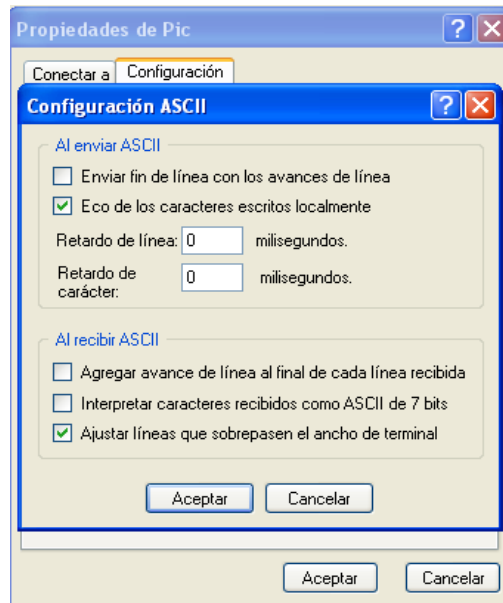 Propiedades de Pic
Conectar a Configuración
Configuración ASCII
Al enviar ASCII
Enviar fin de línea con los avances de línea
Eco de los caracteres escritos localmente
Retardo de línea: 0 milisegundos.
Retardo de carácter: 0 milisegundos.
Al recibir ASCII
Agregar avance de línea al final de cada línea recibida
Interpretar caracteres recibidos como ASCII de 7 bits
Ajustar líneas que sobrepasen el ancho de terminal
Aceptar Cancelar
Aceptar Cancelar